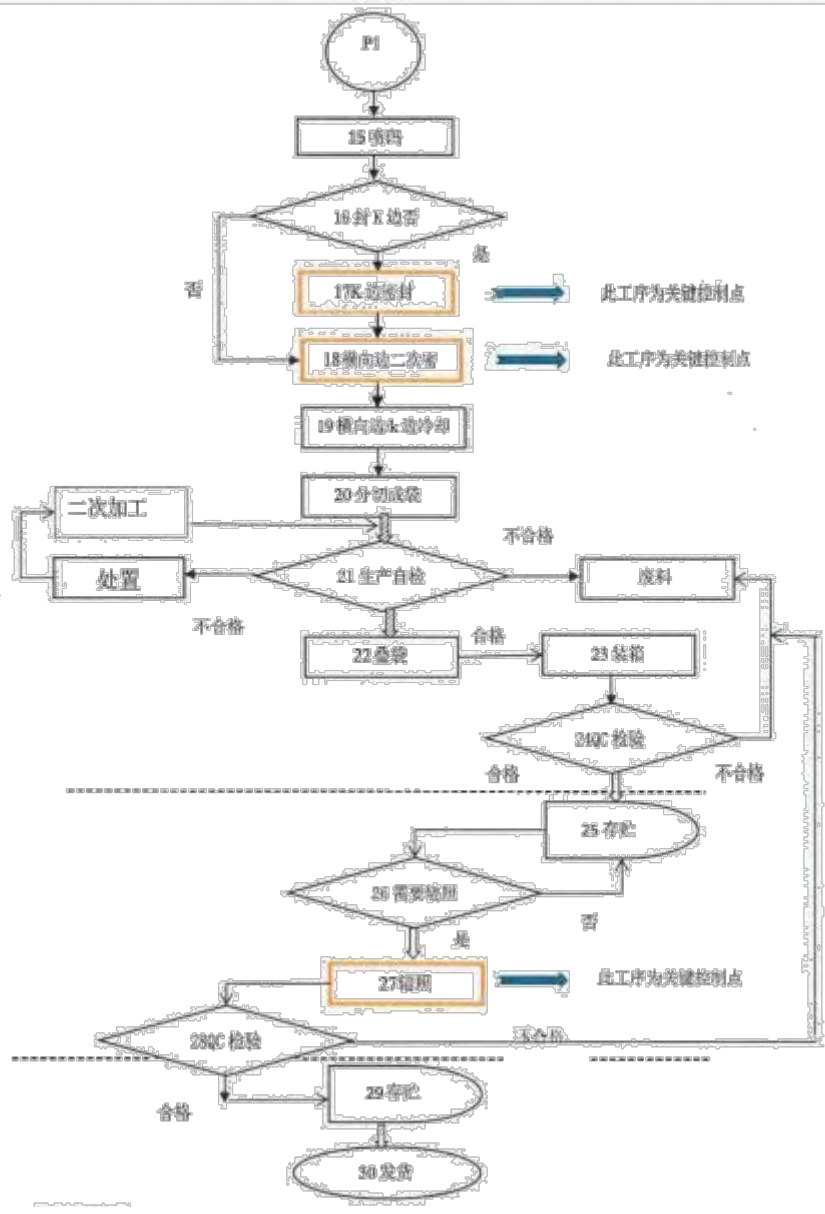 P1
15 喷码
16 封 K 边否
是
否
17K 边密封
此工序为关键控制点
18 横向边二次密
此工序为关键控制点
19 横向边k边冷却
20 分切成袋
二次加工
不合格
处置
21 生产自检
废料
不合格
22 叠袋
合格
23 装箱
24QC 检验
合格
不合格
25 存贮
26 需要辐照
否
是
27 辐照
此工序为关键控制点
28QC 检验
不合格
合格
29 存贮
30 发货